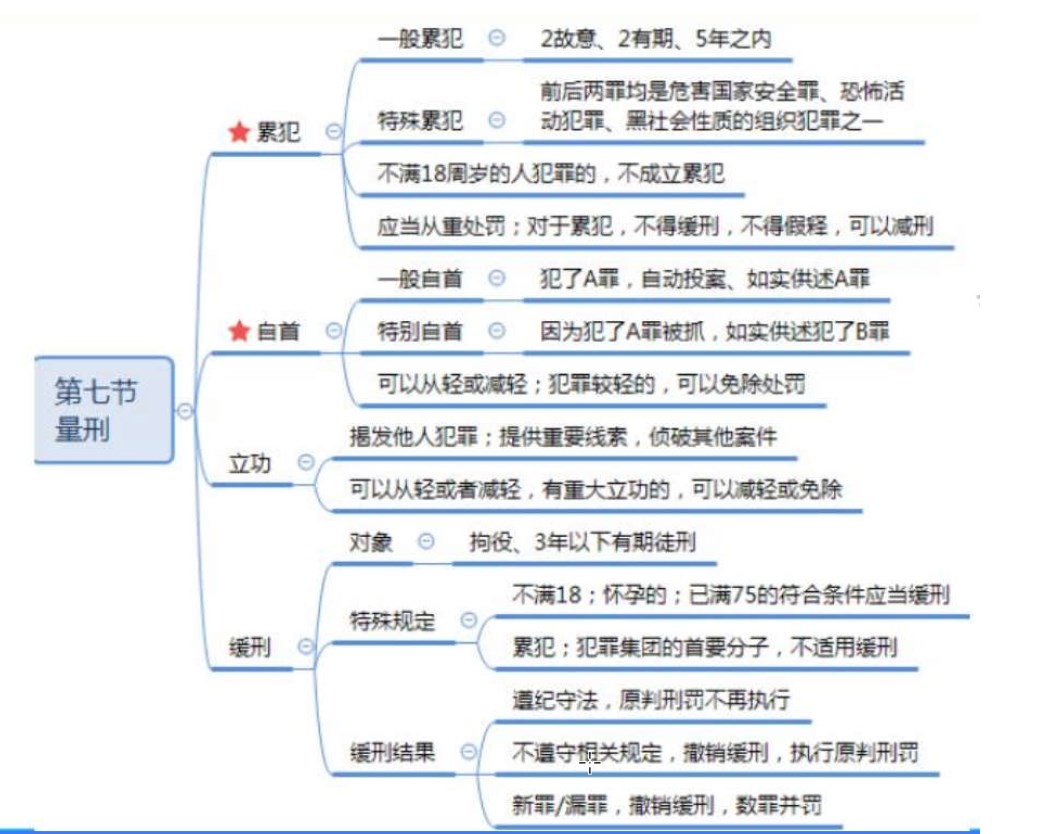 第七节
量刑
累犯
一般累犯
2故意、2有期、5年之内
特殊累犯
前后两罪均是危害国家安全罪、恐怖活
动犯罪、黑社会性质的组织犯罪之一
不满18周岁的人犯罪的，不成立累犯
应当从重处罚；对于累犯，不得缓刑，不得假释，可以减刑
自首
一般自首
犯了A罪，自动投案、如实供述A罪
特别自首
因为犯了A罪被抓，如实供述犯了B罪
可以从轻或减轻；犯罪较轻的，可以免除处罚
立功
揭发他人犯罪；提供重要线索，侦破其他案件
可以从轻或者减轻，有重大立功的，可以减轻或免除
缓刑
对象
拘役、3年以下有期徒刑
特殊规定
不满18；怀孕的；已满75的符合条件应当缓刑
累犯；犯罪集团的首要分子，不适用缓刑
缓刑结果
遵纪守法，原判刑罚不再执行
不遵守相关规定，撤销缓刑，执行原判刑罚
新罪/漏罪，撤销缓刑，数罪并罚